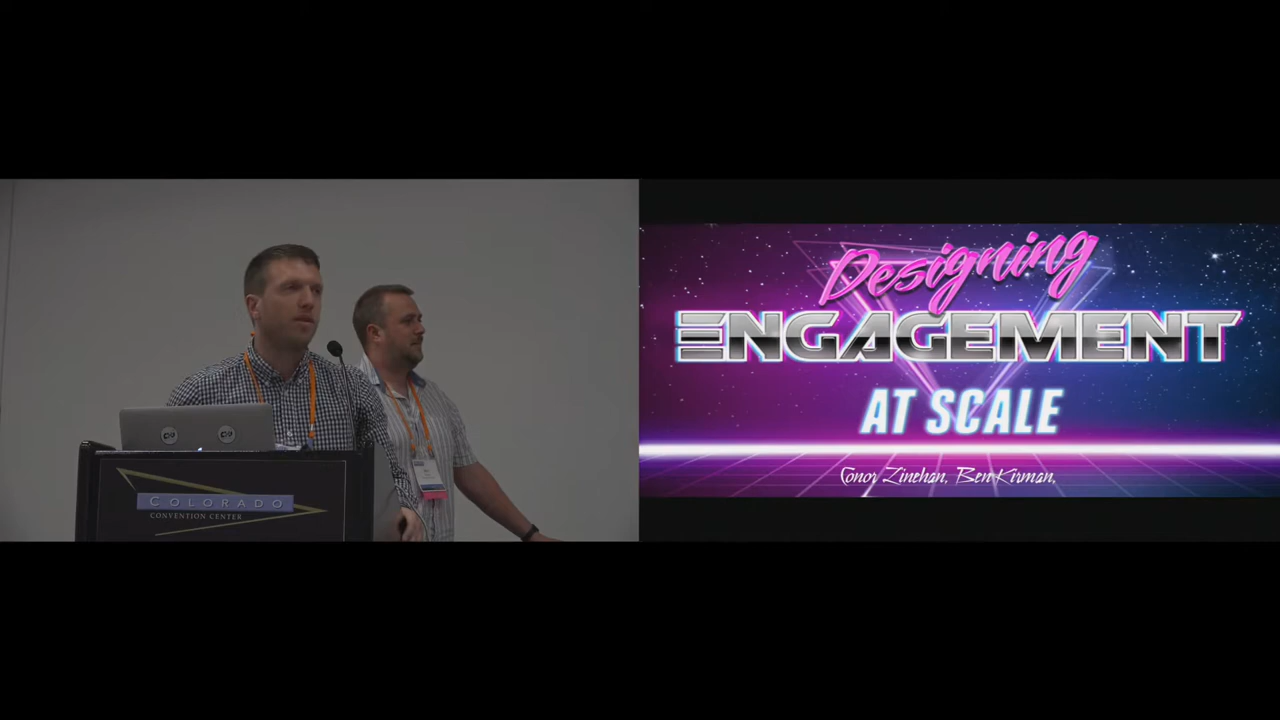 COLORADO
CONVENTION CENTER
Designing
ENGAGEMENT
AT SCALE
Conor Zinehan, Ben Kirman,